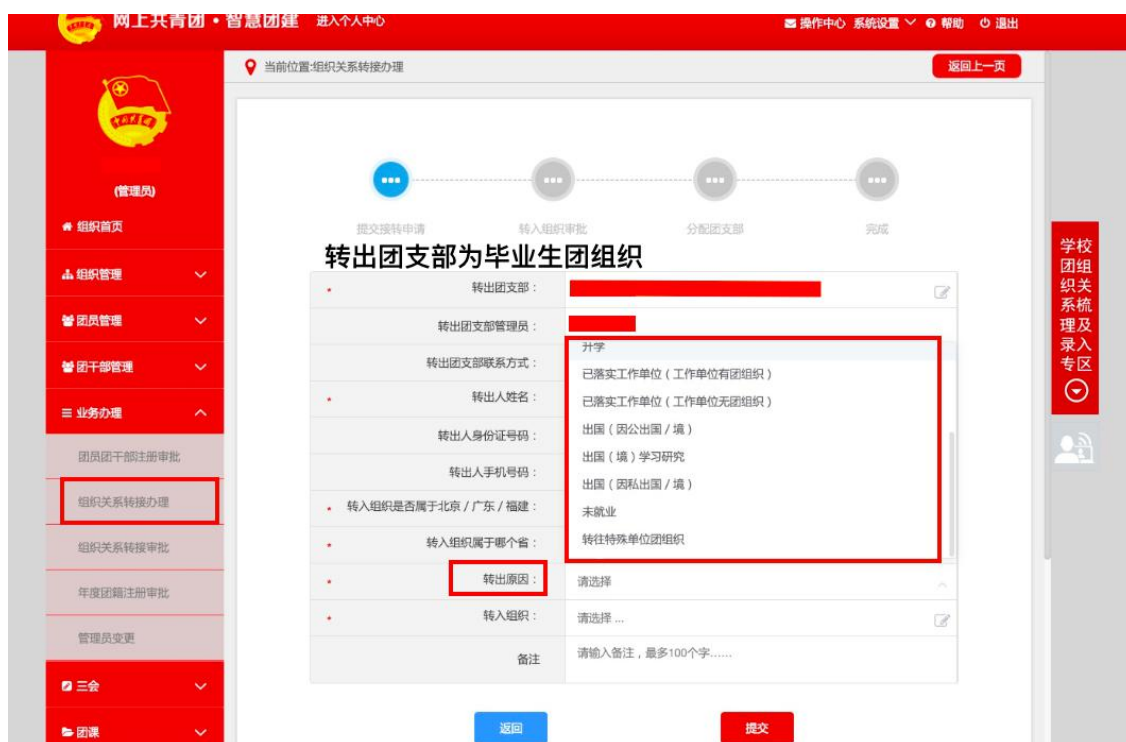 网上共青团·智慧团建 进入个人中心 操作中心 系统设置 帮助 退出
当前位置:组织关系转接办理 返回上一页
(管理员)
组织首页
组织管理
团员管理
团干部管理
业务办理
团员团干部注册审批
组织关系转接办理
组织关系转接审批
年度团籍注册审批
管理员变更
三会
团课
提交接转申请 转入组织审批 分配团支部 完成
转出团支部为毕业生团组织
* 转出团支部：
转出团支部管理员：
转出团支部联系方式：
* 转出人姓名：
转出人身份证号码：
转出人手机号码：
* 转入组织是否属于北京/广东/福建：
* 转入组织属于哪个省：
升学
已落实工作单位（工作单位有团组织）
已落实工作单位（工作单位无团组织）
出国（因公出国/境）
出国（境）学习研究
出国（因私出国/境）
未就业
转往特殊单位团组织
* 转出原因： 请选择
* 转入组织： 请选择 ...
备注 请输入备注，最多100个字……
返回 提交
学校
团组
织关
系梳
理及
录入
专区